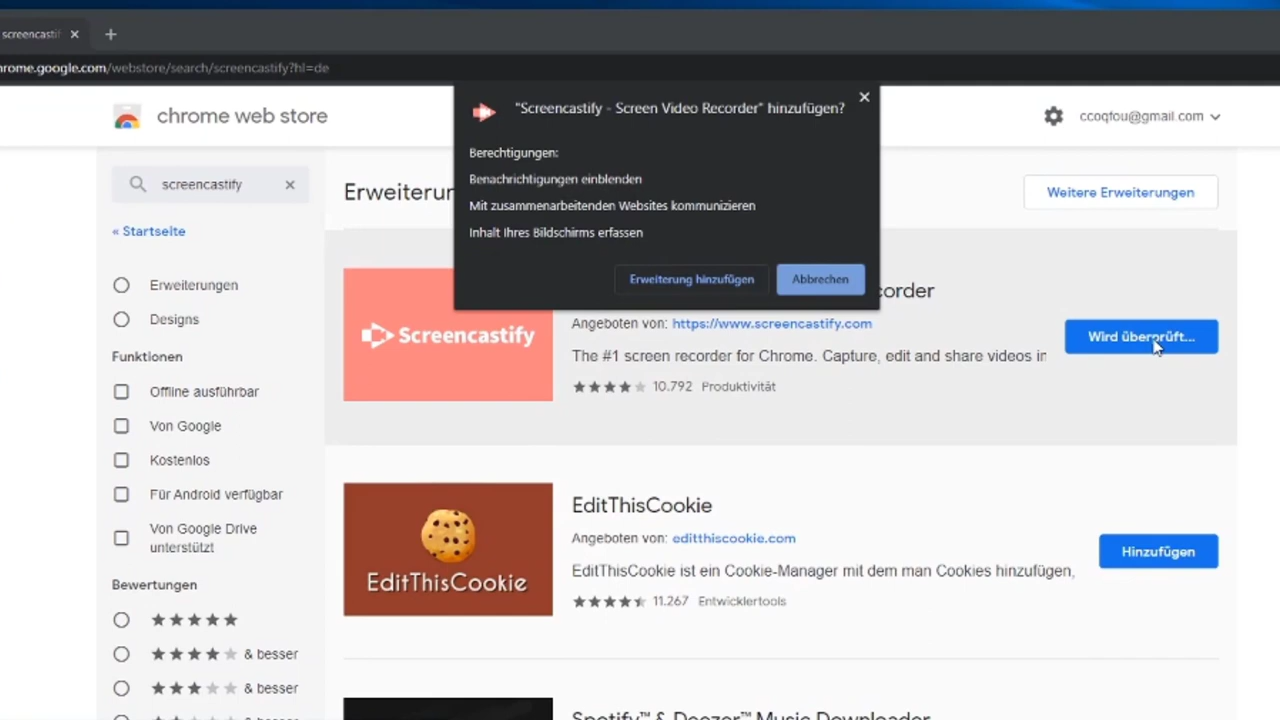 screencastif
hrome.google.com/webstore/search/screencastify?hl=de
chrome web store
"Screencastify - Screen Video Recorder" hinzufügen?
ccoqfou@gmail.com
Berechtigungen:
Benachrichtigungen einblenden
Mit zusammenarbeitenden Websites kommunizieren
Inhalt Ihres Bildschirms erfassen
Erweiterung hinzufügen
Abbrechen
screencastify
Erweiterun
Weitere Erweiterungen
« Startseite
Erweiterungen
Designs
Funktionen
Offline ausführbar
Von Google
Kostenlos
Für Android verfügbar
Von Google Drive
unterstützt
Bewertungen
& besser
& besser
Screencastify
corder
Angeboten von: https://www.screencastify.com
The #1 screen recorder for Chrome. Capture, edit and share videos in
10.792 Produktivität
Wird überprüft...
EditThisCookie
EditThisCookie
Angeboten von: editthiscookie.com
EditThisCookie ist ein Cookie-Manager mit dem man Cookies hinzufügen,
11.267 Entwicklertools
Hinzufügen
Spotify™ & Deezer™ Music Downloader